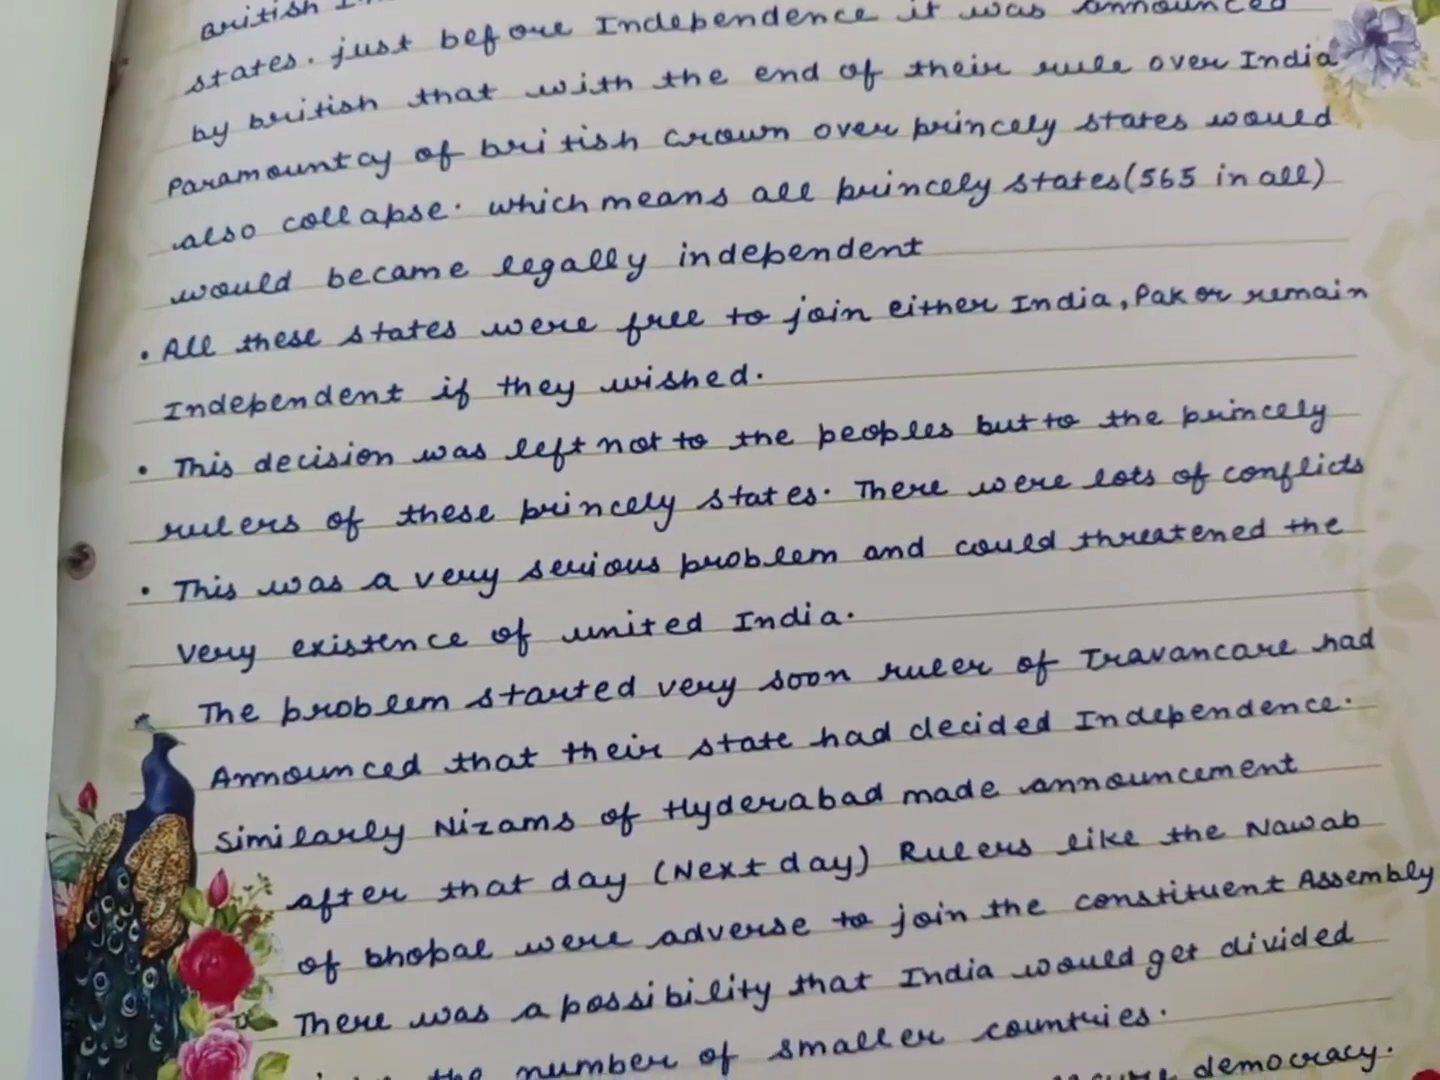 British
states. just before Independence it was announced
by british that with the end of their rule over India
Paramountcy of british crown over princely states would
also collapse. which means all princely states (565 in all)
would became legally independent
• All these states were free to join either India, Pak or remain
Independent if they wished.
• This decision was left not to the peoples but to the princely
rulers of these princely states. There were lots of conflicts
• This was a very serious problem and could threatened the
very existence of united India.
The problem started very soon ruler of Travancare had
Announced that their state had decided Independence.
Similarly Nizams of Hyderabad made announcement
after that day (Next day) Rulers like the Nawab
of bhopal were adverse to join the constituent Assembly
There was a possibility that India would get divided
the number of smaller countries.
democracy.